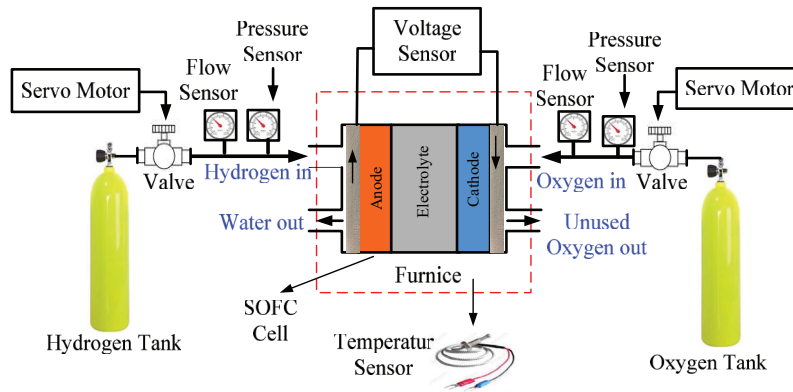 Pressure
Sensor
Flow
Sensor
Servo Motor
Voltage
Sensor
Pressure
Sensor
Flow
Sensor
Servo Motor
Valve
Hydrogen in
Anode
Electrolyte
Cathode
Oxygen in
Valve
Water out
Unused
Oxygen out
Furnice
SOFC
Cell
Hydrogen Tank
Temperatur
Sensor
Oxygen Tank